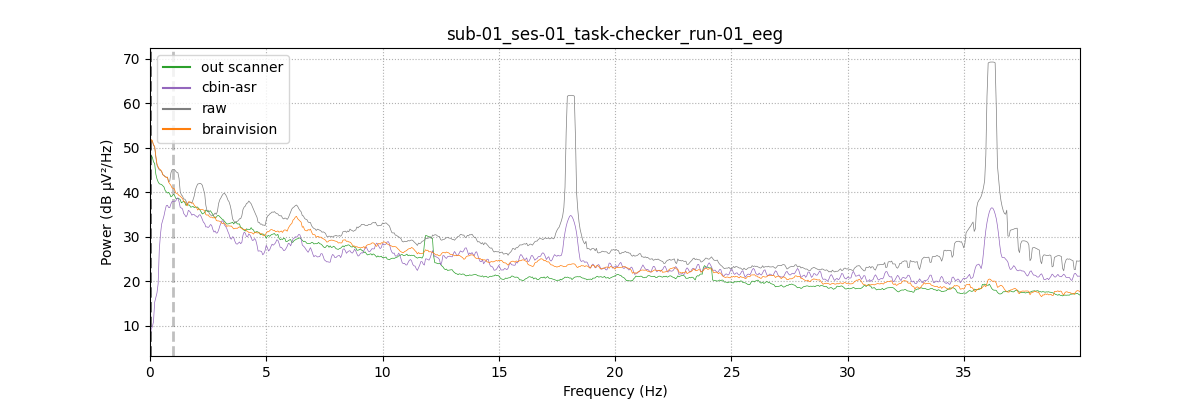 sub-01_ses-01_task-checker_run-01_eeg
70
60
50
40
30
20
10
Power (dB µV²/Hz)
out scanner
cbin-asr
raw
brainvision
0 5 10 15 20 25 30 35
Frequency (Hz)